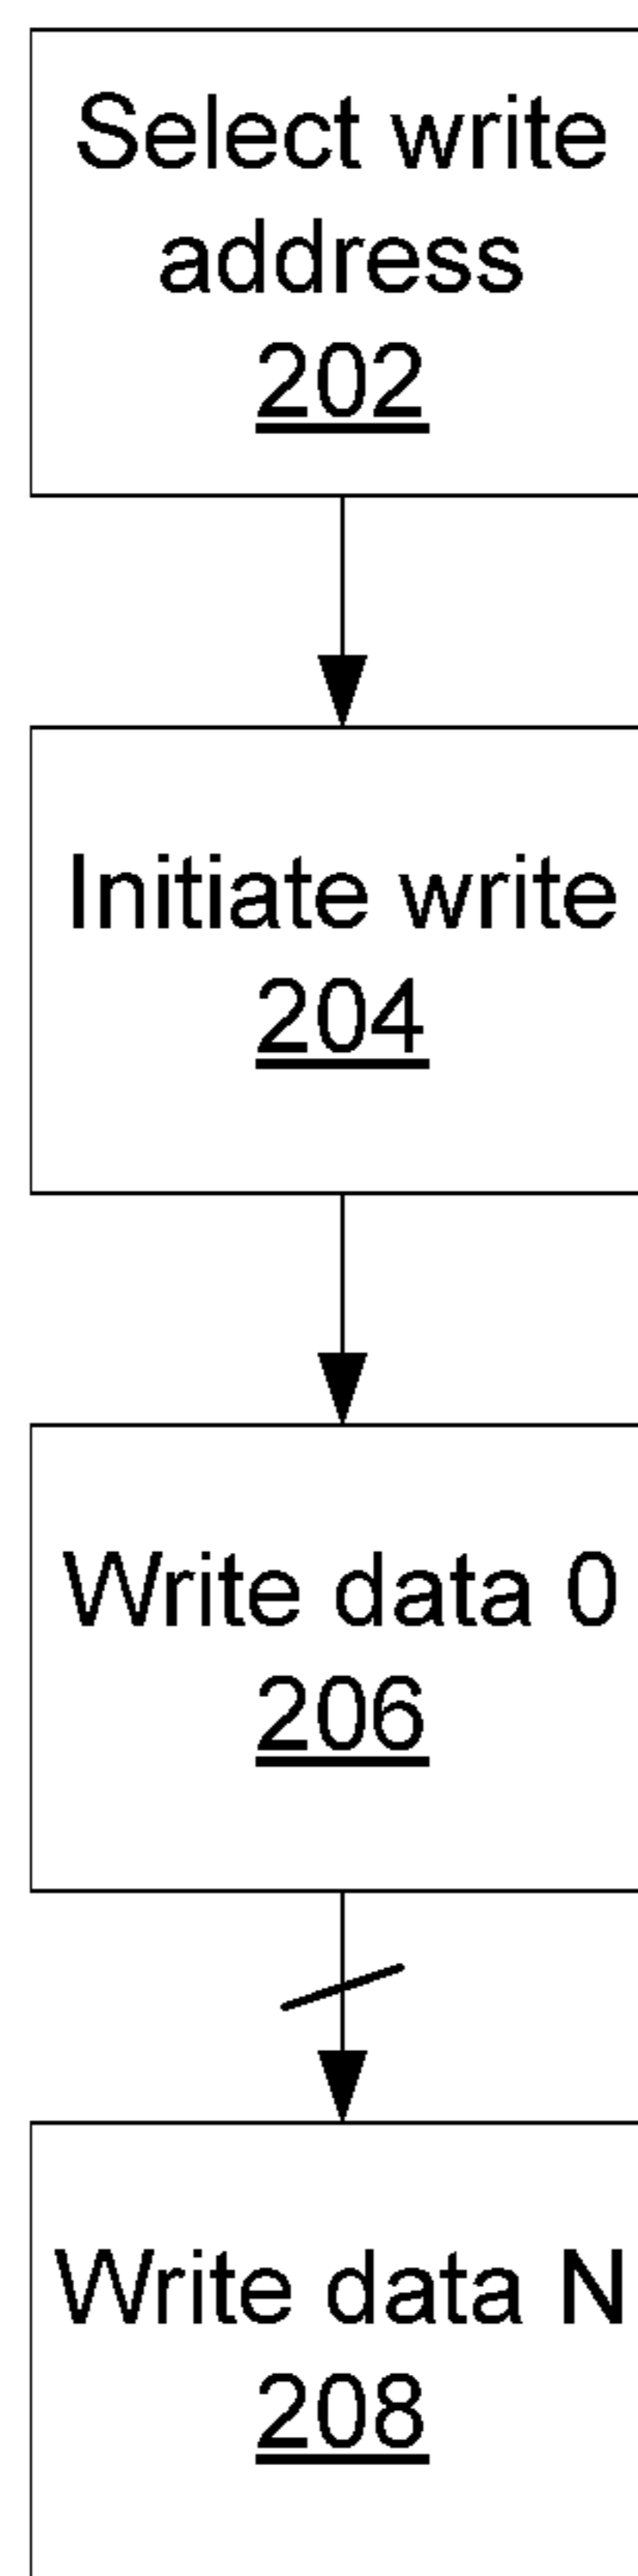 Select write
address
202
Initiate write
204
Write data 0
206
Write data N
208